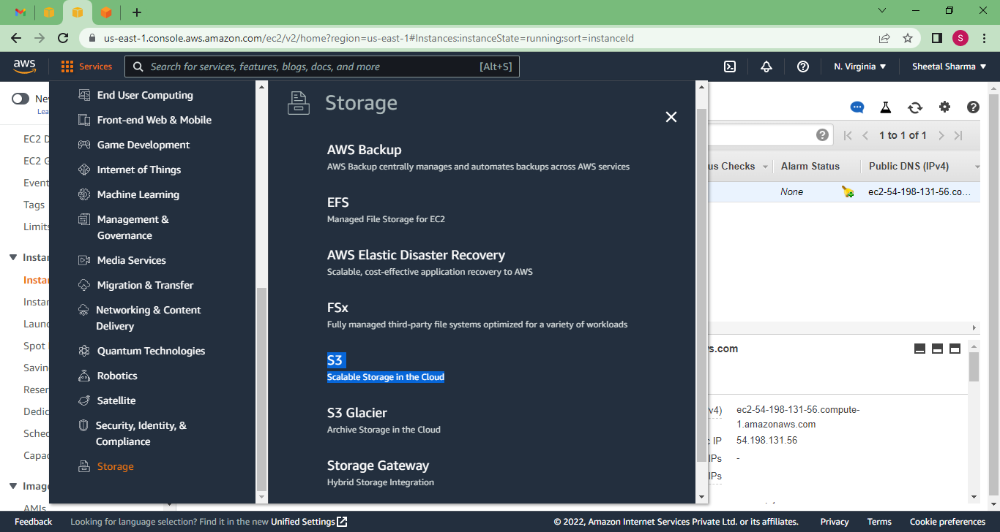 us-east-1.console.aws.amazon.com/ec2/v2/home?region=us-east-1#Instances:instanceState=running;sort=instanceId
S
aws
Services
Search for services, features, blogs, docs, and more
[Alt+S]
N. Virginia
Sheetal Sharma
Nev
Lea
EC2 D
EC2 G
Event
Tags
Limits
Instan
Instan
Instan
Launc
Spot
Savin
Reser
Dedic
Sched
Capac
Image
AMIs
End User Computing
Front-end Web & Mobile
Game Development
Internet of Things
Machine Learning
Management &
Governance
Media Services
Migration & Transfer
Networking & Content
Delivery
Quantum Technologies
Robotics
Satellite
Security, Identity, &
Compliance
Storage
Storage
AWS Backup
AWS Backup centrally manages and automates backups across AWS services
EFS
Managed File Storage for EC2
AWS Elastic Disaster Recovery
Scalable, cost-effective application recovery to AWS
FSx
Fully managed third-party file systems optimized for a variety of workloads
S3
Scalable Storage in the Cloud
S3 Glacier
Archive Storage in the Cloud
Storage Gateway
Hybrid Storage Integration
1 to 1 of 1
us Checks
Alarm Status
Public DNS (IPv4)
None
ec2-54-198-131-56.co...
s.com
v4)
ec2-54-198-131-56.compute-
1.amazonaws.com
c IP
54.198.131.56
IPs
-
IPs
Feedback
Looking for language selection? Find it in the new Unified Settings
© 2022, Amazon Internet Services Private Ltd. or its affiliates.
Privacy
Terms
Cookie preferences